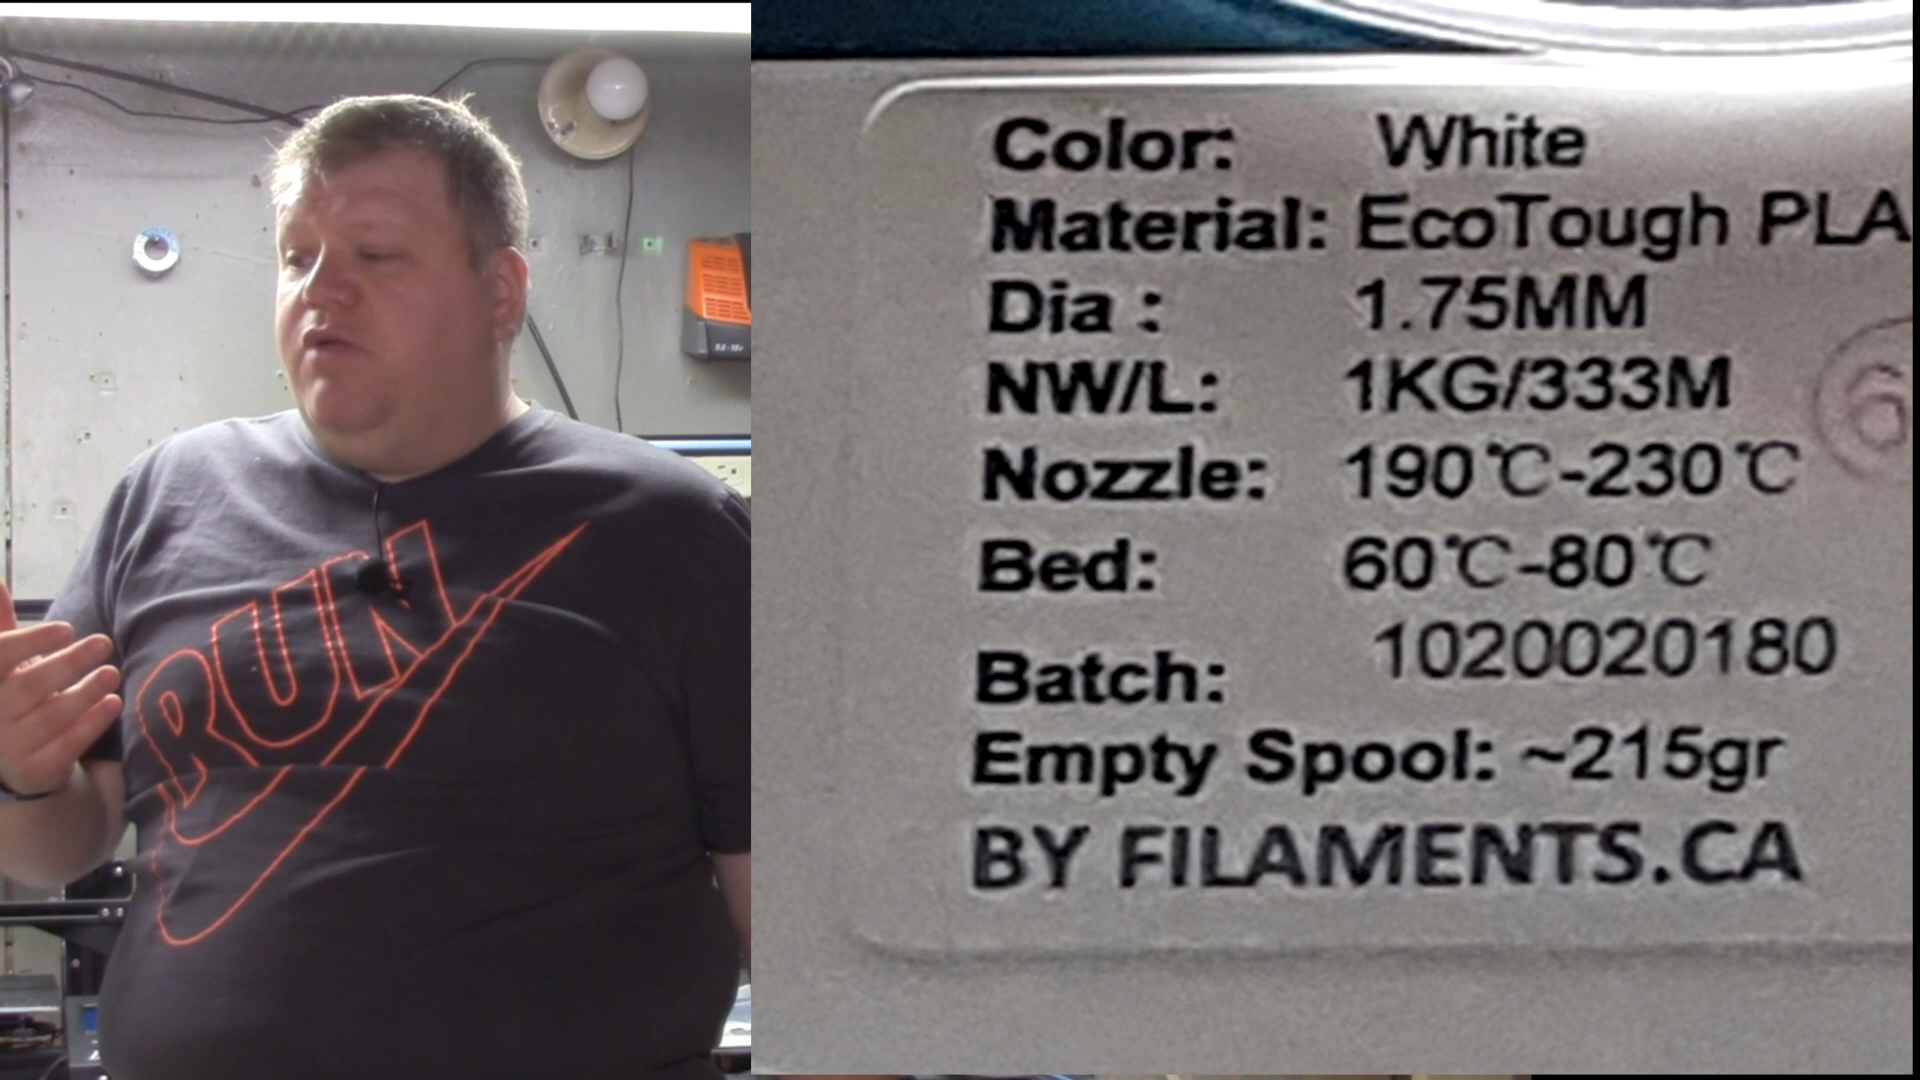 RUN
Color: White
Material: EcoTough PLA
Dia : 1.75MM
NW/L: 1KG/333M
Nozzle: 190℃-230℃
Bed: 60℃-80℃
Batch: 1020020180
Empty Spool: ~215gr
BY FILAMENTS.CA